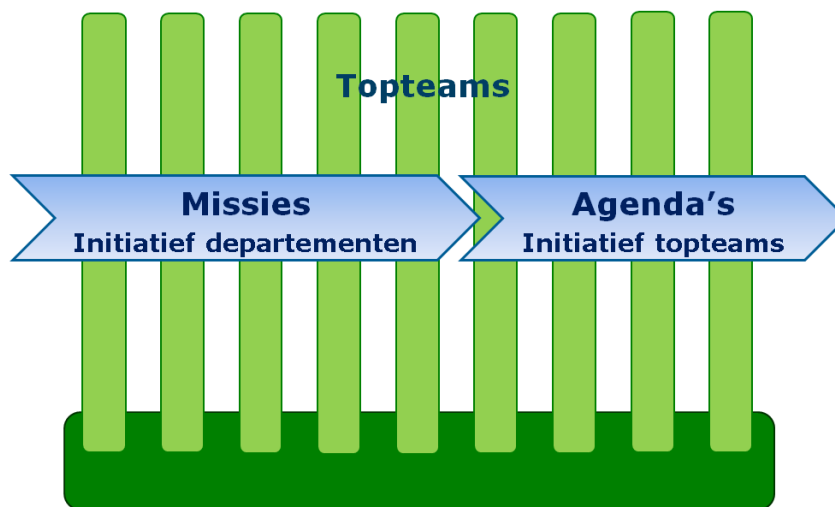 Topteams
Missies
Initiatief departementen
Agenda's
Initiatief topteams